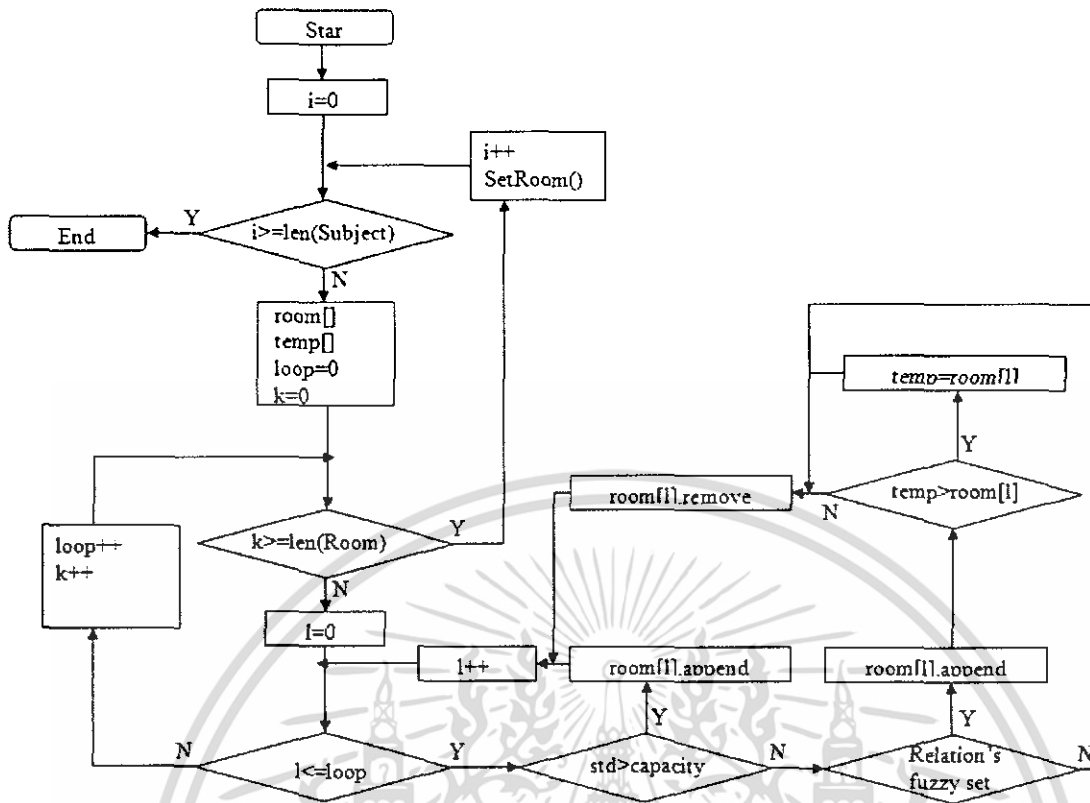 Star
i=0
i++
SetRoom()
End
Y
i>=len(Subject)
N
room[]
temp[]
loop=0
k=0
temp=room[l]
Y
room[l].remove
N
temp>room[l]
loop++
k++
k>=len(Room)
Y
N
l=0
l++
room[l].append
room[l].append
N
l<=loop
Y
Y
std>capacity
N
Y
Relation's
fuzzy set
N